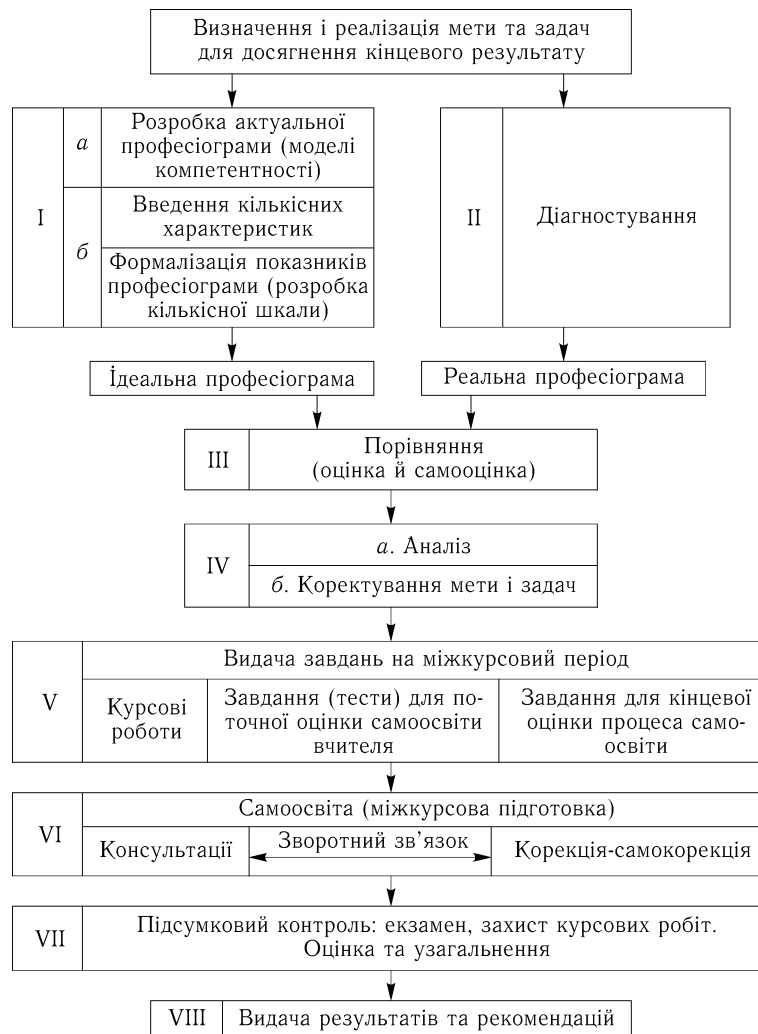 Визначення і реалізація мети та задач
для досягнення кінцевого результату
I
а
Розробка актуальної
професіограми (моделі
компетентності)
б
Введення кількісних
характеристик
Формалізація показників
професіограми (розробка
кількісної шкали)
II
Діагностування
Ідеальна професіограма
Реальна професіограма
III
Порівняння
(оцінка й самооцінка)
IV
а. Аналіз
б. Коректування мети і задач
V
Видача завдань на міжкурсовий період
Курсові
роботи
Завдання (тести) для по-
точної оцінки самоосвіти
вчителя
Завдання для кінцевої
оцінки процеса само-
освіти
VI
Самоосвіта (міжкурсова підготовка)
Консультації
Зворотний зв’язок
Корекція-самокорекція
VII
Підсумковий контроль: екзамен, захист курсових робіт.
Оцінка та узагальнення
VIII
Видача результатів та рекомендацій